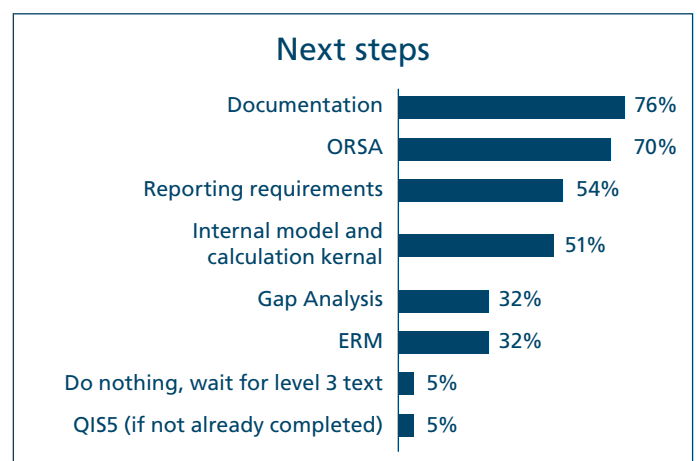 Next steps
Documentation 76%
ORSA 70%
Reporting requirements 54%
Internal model and
calculation kernal 51%
Gap Analysis 32%
ERM 32%
Do nothing, wait for level 3 text 5%
QIS5 (if not already completed) 5%